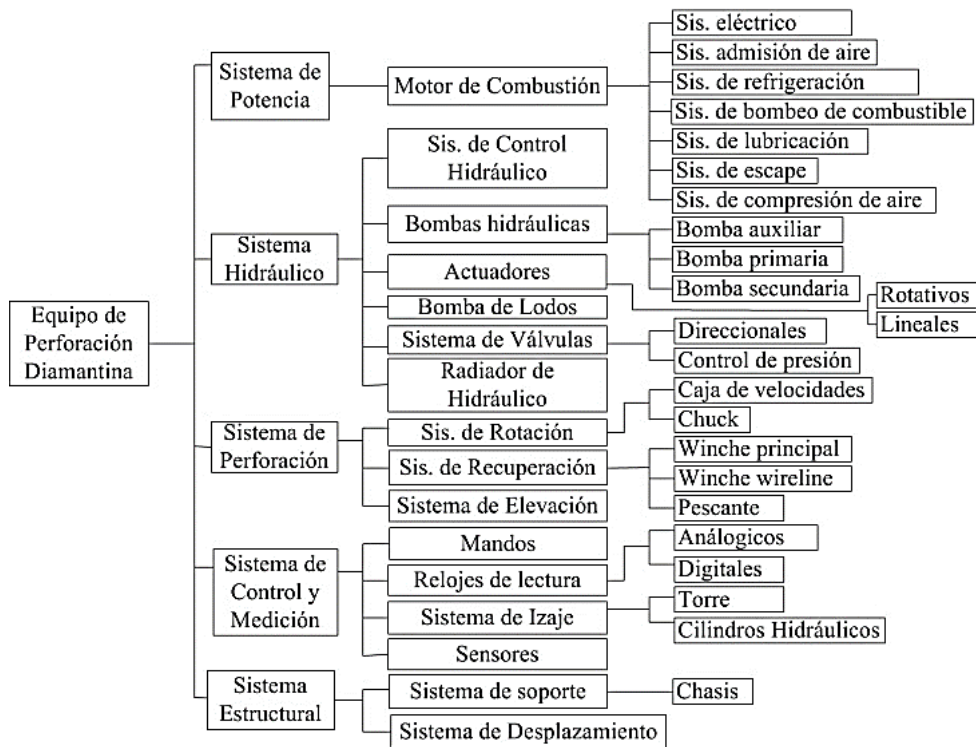 Equipo de
Perforación
Diamantina
Sistema de
Potencia
Motor de Combustión
Sis. eléctrico
Sis. admisión de aire
Sis. de refrigeración
Sis. de bombeo de combustible
Sis. de lubricación
Sis. de escape
Sis. de compresión de aire
Sistema
Hidráulico
Sis. de Control
Hidráulico
Bombas hidráulicas
Bomba auxiliar
Bomba primaria
Bomba secundaria
Actuadores
Rotativos
Lineales
Bomba de Lodos
Sistema de Válvulas
Direccionales
Control de presión
Radiador de
Hidráulico
Sistema de
Perforación
Sis. de Rotación
Caja de velocidades
Chuck
Sis. de Recuperación
Winche principal
Winche wireline
Pescante
Sistema de Elevación
Sistema de
Control y
Medición
Mandos
Relojes de lectura
Análogicos
Digitales
Sistema de Izaje
Torre
Cilindros Hidráulicos
Sensores
Sistema
Estructural
Sistema de soporte
Chasis
Sistema de Desplazamiento